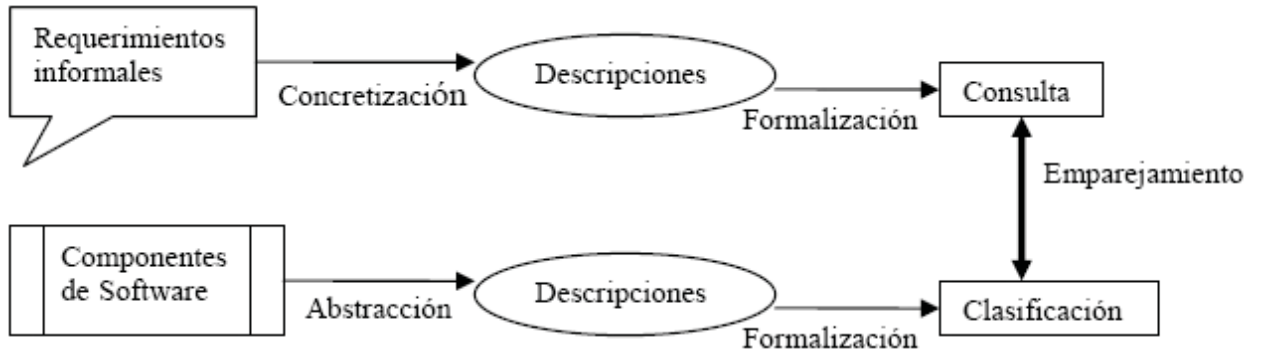 Requerimientos
informales
Concretización
Descripciones
Formalización
Consulta
Emparejamiento
Componentes
de Software
Abstracción
Descripciones
Formalización
Clasificación